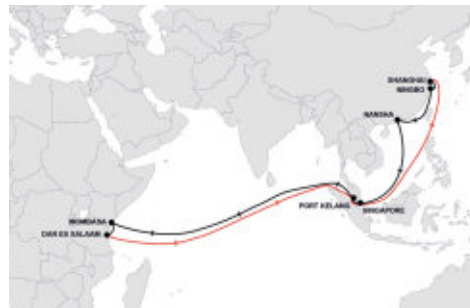 SHANGHAI
NINGBO
NANSHA
PORT KELANG
SINGAPORE
MOMBASA
DAR ES SALAAM